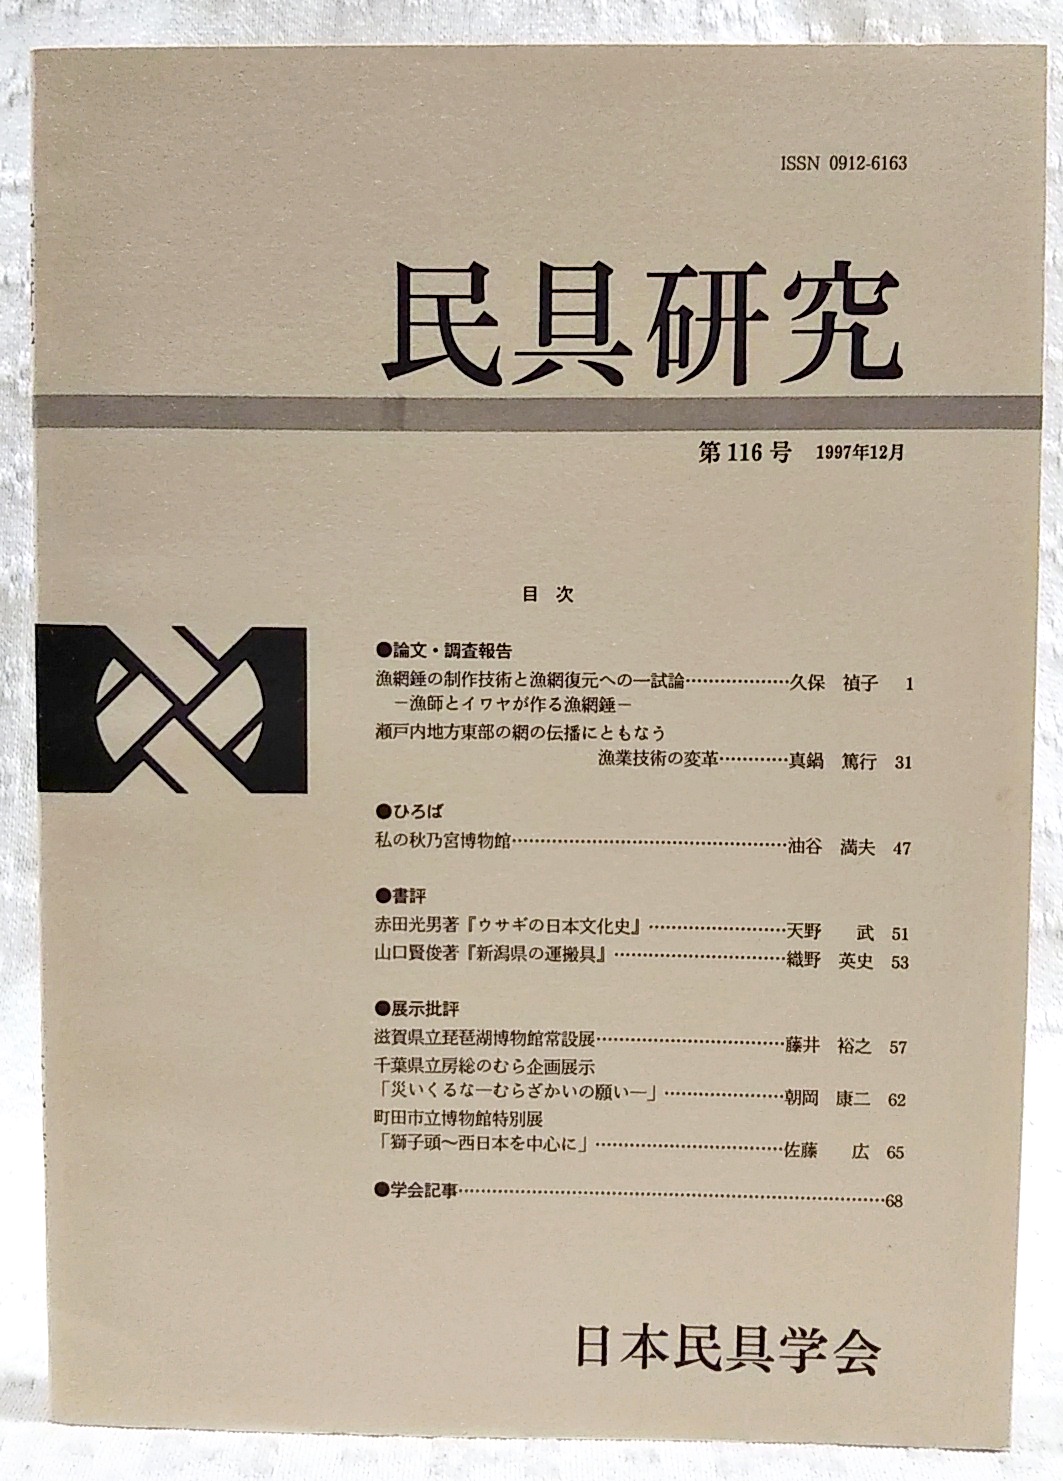 ISSN 0912-6163
民具研究
第116号 1997年12月
目次
●論文・調査報告
漁網錘の制作技術と漁網復元への一試論………………久保 禎子 1
－漁師とイワヤが作る漁網錘－
瀬戸内地方東部の網の伝播にともなう
漁業技術の変革…………真鍋 篤行 31
●ひろば
私の秋乃宮博物館………………………………………油谷 満夫 47
●書評
赤田光男著『ウサギの日本文化史』……………………天野 武 51
山口賢俊著『新潟県の運搬具』…………………………織野 英史 53
●展示批評
滋賀県立琵琶湖博物館常設展……………………………藤井 裕之 57
千葉県立房総のむら企画展示
「災いくるな―むらざかいの願い―」…………………朝岡 康二 62
町田市立博物館特別展
「獅子頭～西日本を中心に」……………………………佐藤 広 65
●学会記事……………………………………………………………68
日本民具学会